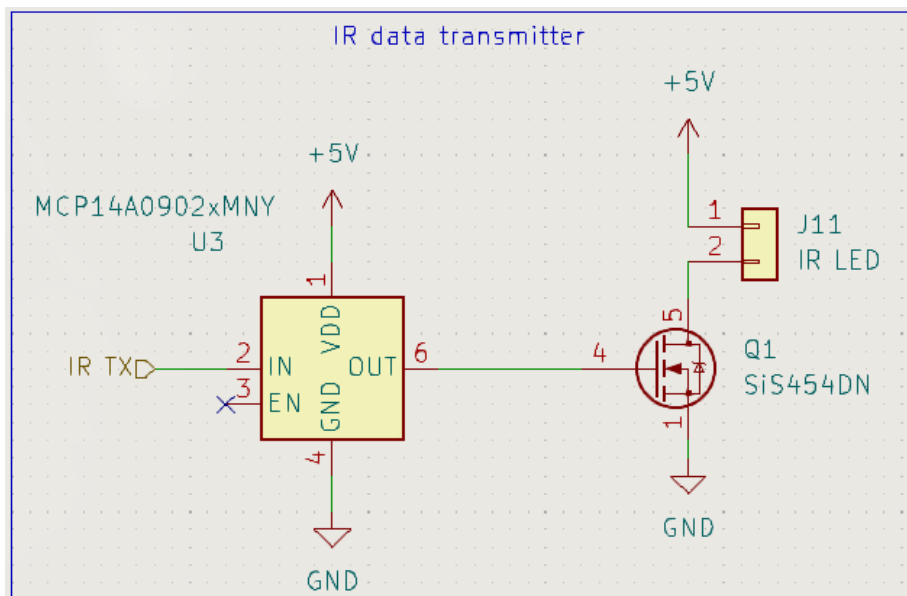 IR data transmitter
+5V
+5V
MCP14A0902xMNY
U3
1
VDD
IR TX
2
IN
OUT
6
3
EN
GND
4
GND
1
2
J11
IR LED
5
4
Q1
SiS454DN
1
GND